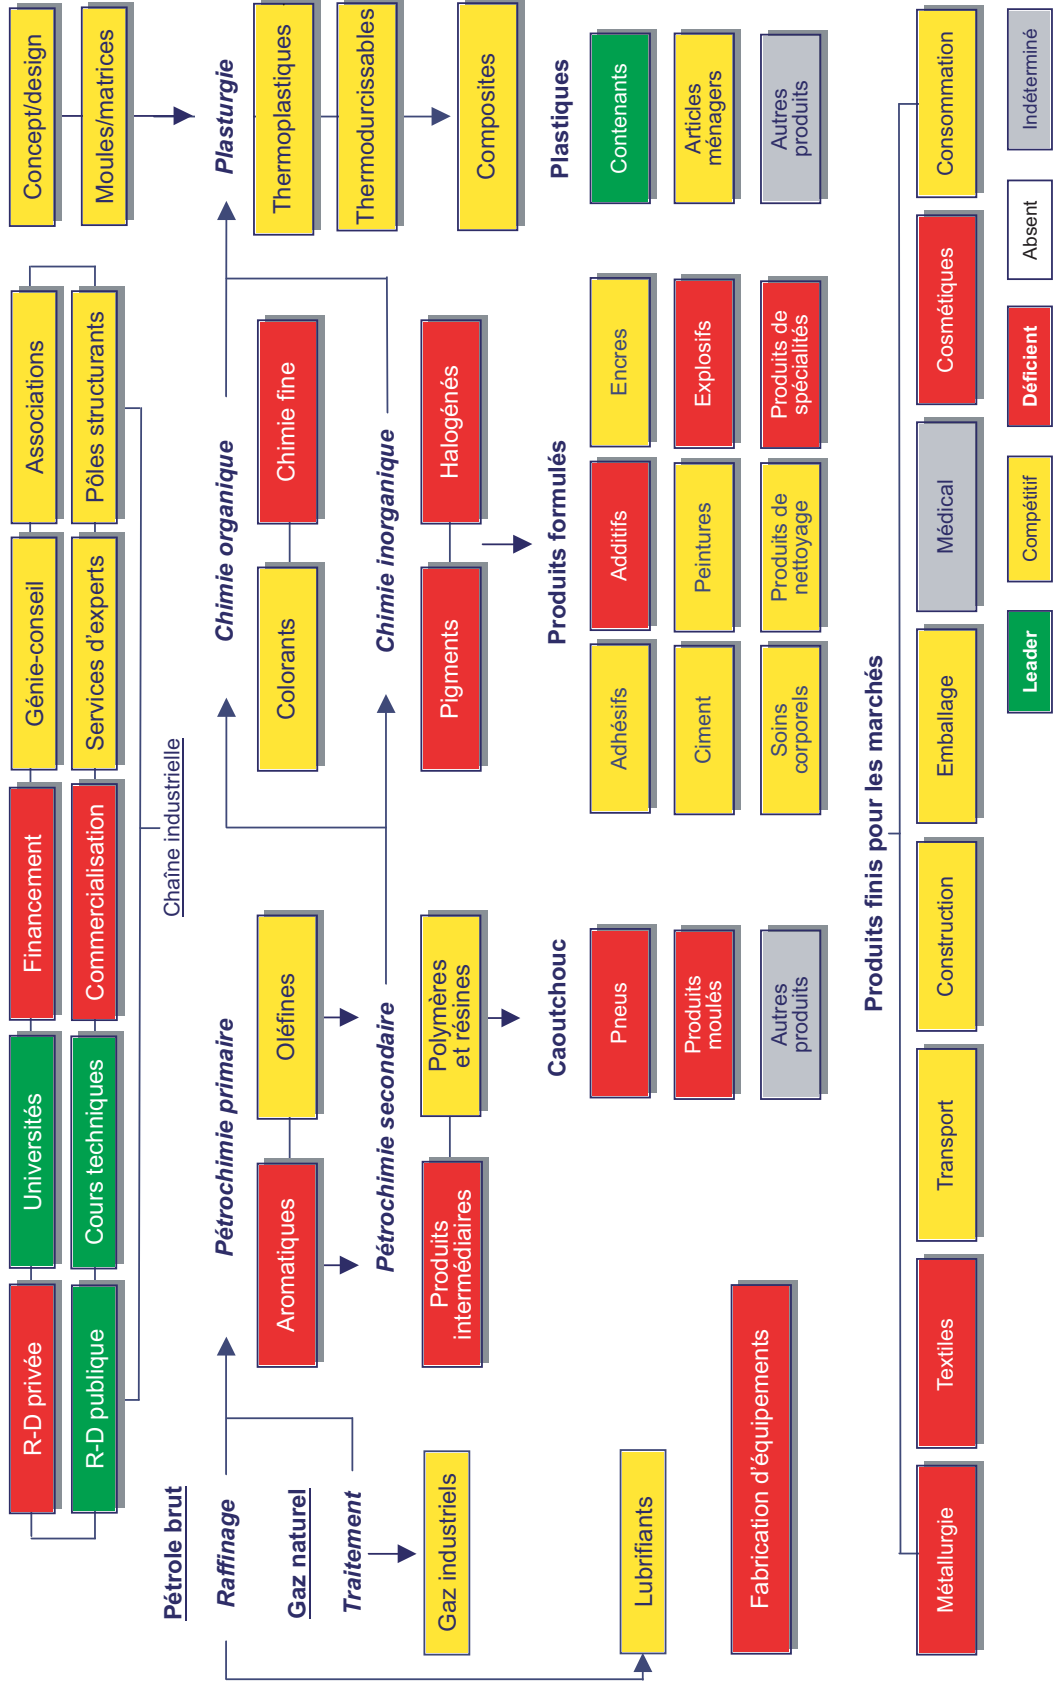 R-D privée
Universités
Financement
Génie-conseil
Associations
Concept/design
R-D publique
Cours techniques
Commercialisation
Services d'experts
Pôles structurants
Moules/matrices
Chaîne industrielle
Pétrole brut
Raffinage
Gaz naturel
Traitement
Gaz industriels
Lubrifiants
Fabrication d'équipements
Pétrochimie primaire
Aromatiques
Oléfines
Pétrochimie secondaire
Produits
intermédiaires
Polymères
et résines
Chimie organique
Colorants
Chimie fine
Chimie inorganique
Pigments
Halogénés
Plasturgie
Thermoplastiques
Thermodurcissables
Composites
Caoutchouc
Pneus
Produits
moulés
Autres
produits
Produits formulés
Adhésifs
Additifs
Encres
Ciment
Peintures
Explosifs
Soins
corporels
Produits de
nettoyage
Produits de
spécialités
Plastiques
Contenants
Articles
ménagers
Autres
produits
Produits finis pour les marchés
Métallurgie
Textiles
Transport
Construction
Emballage
Médical
Cosmétiques
Consommation
Leader
Compétitif
Déficient
Absent
Indéterminé